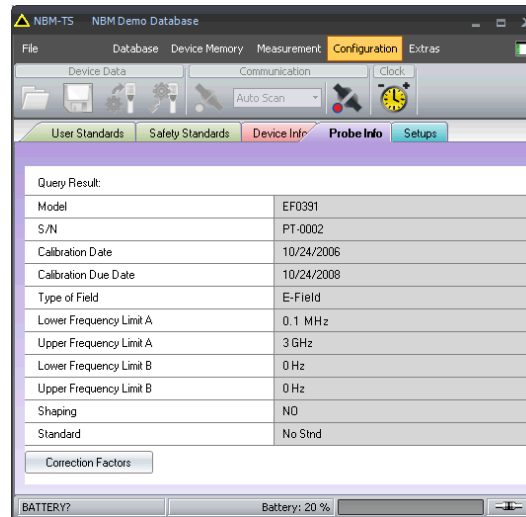 NBM-TS NBM Demo Database
File Database Device Memory Measurement Configuration Extras
Device Data Communication Clock
Auto Scan
User Standards Safety Standards Device Info Probe Info Setups
Query Result:
Model EF0391
S/N PT-0002
Calibration Date 10/24/2006
Calibration Due Date 10/24/2008
Type of Field E-Field
Lower Frequency Limit A 0.1 MHz
Upper Frequency Limit A 3 GHz
Lower Frequency Limit B 0 Hz
Upper Frequency Limit B 0 Hz
Shaping NO
Standard No Stnd
Correction Factors
BATTERY? Battery: 20 %